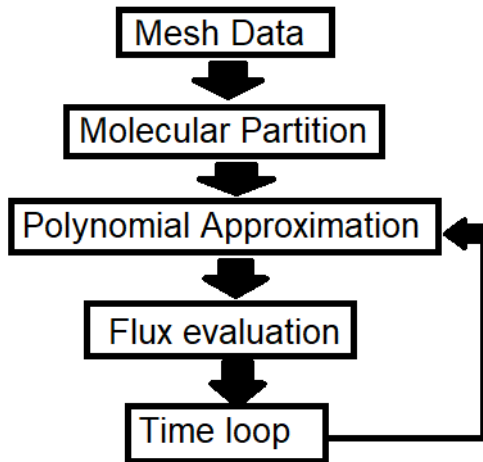 Mesh Data
Molecular Partition
Polynomial Approximation
Flux evaluation
Time loop